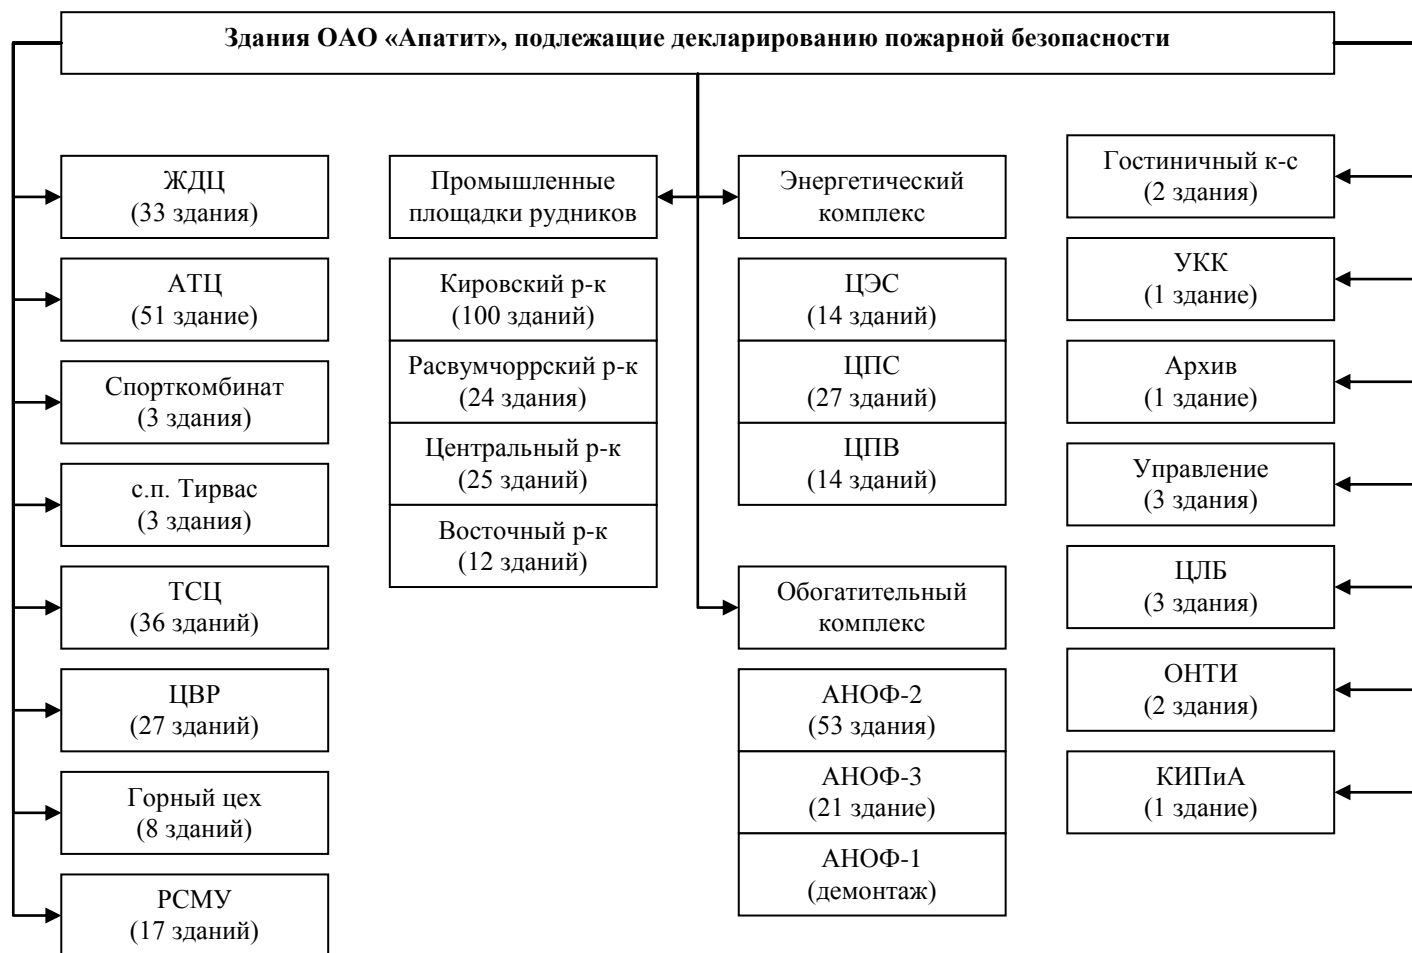 Здания ОАО «Апатит», подлежащие декларированию пожарной безопасности
ЖДЦ
(33 здания)
АТЦ
(51 здание)
Спорткомбинат
(3 здания)
с.п. Тирвас
(3 здания)
ТСЦ
(36 зданий)
ЦВР
(27 зданий)
Горный цех
(8 зданий)
РСМУ
(17 зданий)
Промышленные
площадки рудников
Кировский р-к
(100 зданий)
Расвумчоррский р-к
(24 здания)
Центральный р-к
(25 зданий)
Восточный р-к
(12 зданий)
Энергетический
комплекс
ЦЭС
(14 зданий)
ЦПС
(27 зданий)
ЦПВ
(14 зданий)
Обогатительный
комплекс
АНОФ-2
(53 здания)
АНОФ-3
(21 здание)
АНОФ-1
(демонтаж)
Гостиничный к-с
(2 здания)
УКК
(1 здание)
Архив
(1 здание)
Управление
(3 здания)
ЦЛБ
(3 здания)
ОНТИ
(2 здания)
КИПиА
(1 здание)